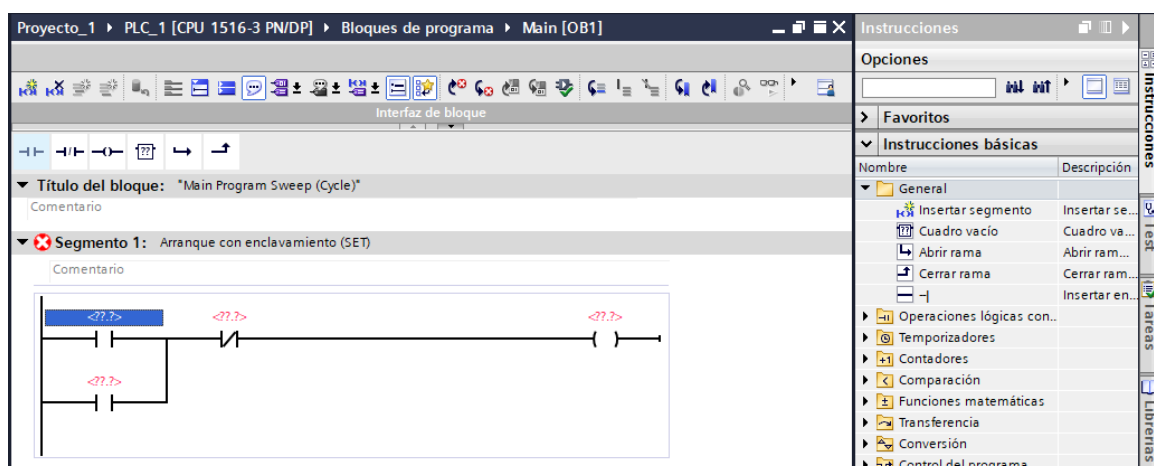 Proyecto_1 ▸ PLC_1 [CPU 1516-3 PN/DP] ▸ Bloques de programa ▸ Main [OB1]
Interfaz de bloque
Título del bloque: "Main Program Sweep (Cycle)"
Comentario
Segmento 1: Arranque con enclavamiento (SET)
Comentario
<??.?> <??.?> <??.?>
<??.?>
Instrucciones
Opciones
Favoritos
Instrucciones básicas
Nombre Descripción
General
Insertar segmento Insertar se...
Cuadro vacío Cuadro va...
Abrir rama Abrir ram...
Cerrar rama Cerrar ram...
Insertar en...
Operaciones lógicas con..
Temporizadores
Contadores
Comparación
Funciones matemáticas
Transferencia
Conversión
Control del programa
Instrucciones
Test
Tareas
Librerías